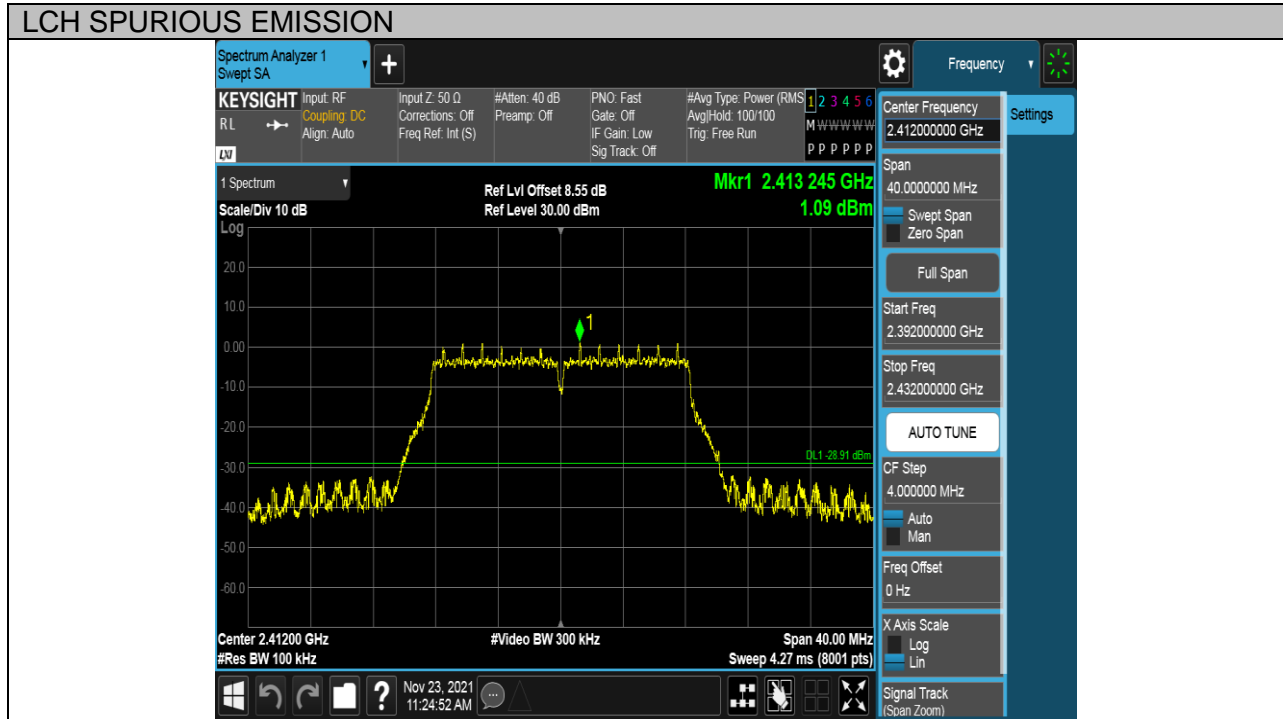 LCH SPURIOUS EMISSION
Spectrum Analyzer 1
Swept SA
+
Frequency
KEYSIGHT
RL
LXI
Input: RF
Coupling: DC
Align: Auto
Input Z: 50 Ω
Corrections: Off
Freq Ref: Int (S)
#Atten: 40 dB
Preamp: Off
PNO: Fast
Gate: Off
IF Gain: Low
Sig Track: Off
#Avg Type: Power (RMS
Avg|Hold: 100/100
Trig: Free Run
1 2 3 4 5 6
M W W W W W
P P P P P P
1 Spectrum
Scale/Div 10 dB
Ref Lvl Offset 8.55 dB
Ref Level 30.00 dBm
Mkr1 2.413 245 GHz
1.09 dBm
Log
20.0
10.0
0.00
-10.0
-20.0
-30.0
-40.0
-50.0
-60.0
1
DL1 -28.91 dBm
Center 2.41200 GHz
#Res BW 100 kHz
#Video BW 300 kHz
Span 40.00 MHz
Sweep 4.27 ms (8001 pts)
Center Frequency
2.412000000 GHz
Settings
Span
40.0000000 MHz
Swept Span
Zero Span
Full Span
Start Freq
2.392000000 GHz
Stop Freq
2.432000000 GHz
AUTO TUNE
CF Step
4.000000 MHz
Auto
Man
Freq Offset
0 Hz
X Axis Scale
Log
Lin
Signal Track
(Span Zoom)
?
Nov 23, 2021
11:24:52 AM